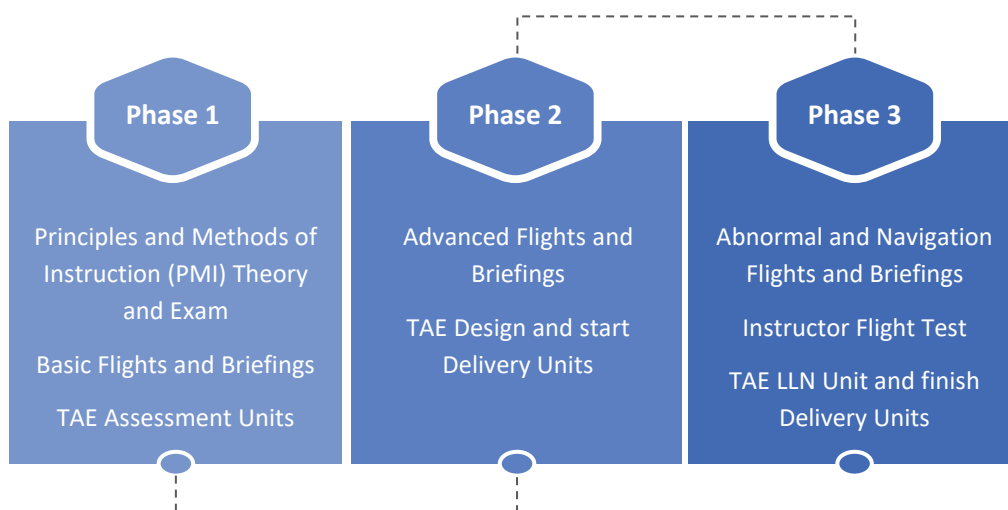 Phase 1
Principles and Methods of
Instruction (PMI) Theory
and Exam
Basic Flights and Briefings
TAE Assessment Units
Phase 2
Advanced Flights and
Briefings
TAE Design and start
Delivery Units
Phase 3
Abnormal and Navigation
Flights and Briefings
Instructor Flight Test
TAE LLN Unit and finish
Delivery Units